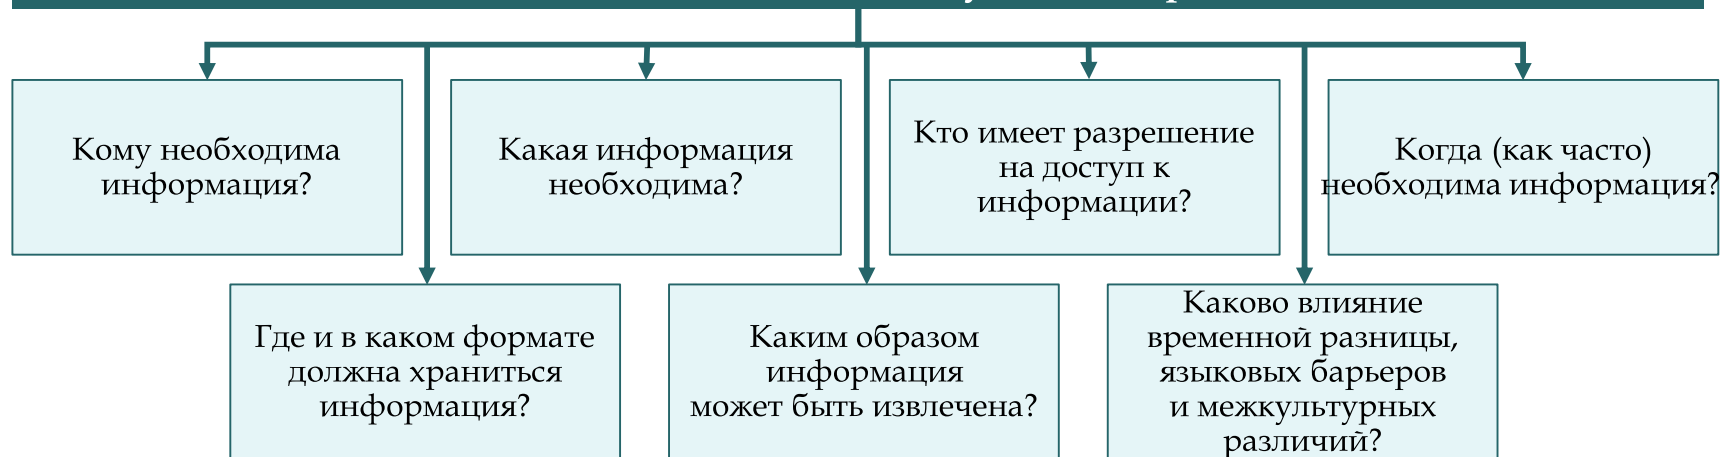 Кому необходима
информация?
Какая информация
необходима?
Кто имеет разрешение
на доступ к
информации?
Когда (как часто)
необходима информация?
Где и в каком формате
должна храниться
информация?
Каким образом
информация
может быть извлечена?
Каково влияние
временной разницы,
языковых барьеров
и межкультурных
различий?